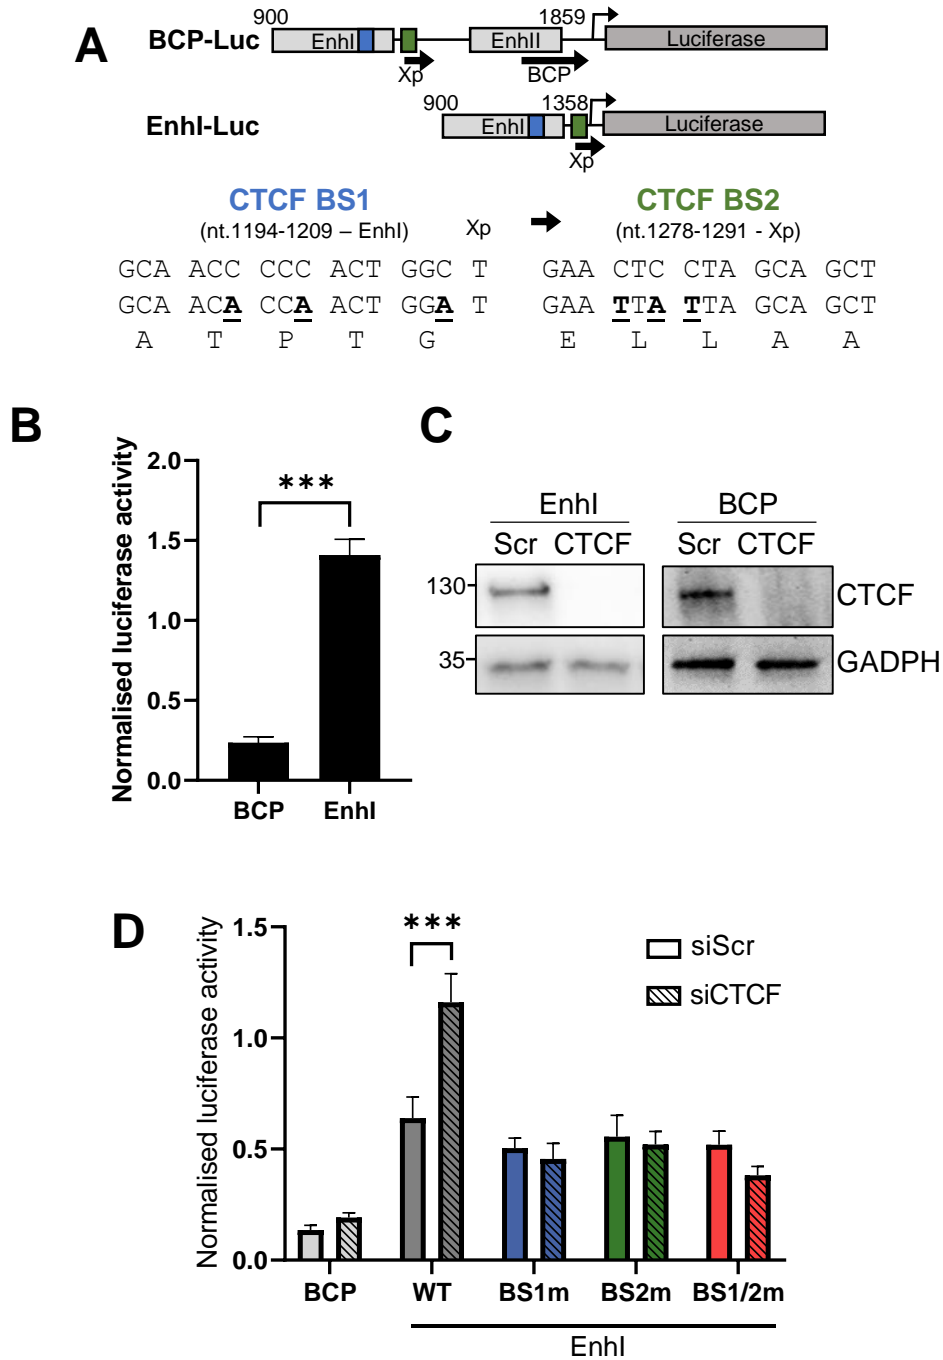 A
900
1859
BCP-Luc
EnhI
EnhII
Luciferase
Xp
BCP
900
1358
EnhI-Luc
EnhI
Luciferase
Xp
CTCF BS1
CTCF BS2
(nt.1194-1209 – EnhI)
Xp
(nt.1278-1291 - Xp)
GCA ACC CCC ACT GGC T
GAA CTC CTA GCA GCT
GCA ACA CCA ACT GGA T
GAA TTA TTA GCA GCT
A T P T G
E L L A A
B
Normalised luciferase activity
2.0
1.5
1.0
0.5
0.0
***
BCP EnhI
C
EnhI
BCP
Scr CTCF
Scr CTCF
130
CTCF
35
GADPH
D
Normalised luciferase activity
1.5
1.0
0.5
0.0
***
siScr
siCTCF
BCP WT BS1m BS2m BS1/2m
EnhI